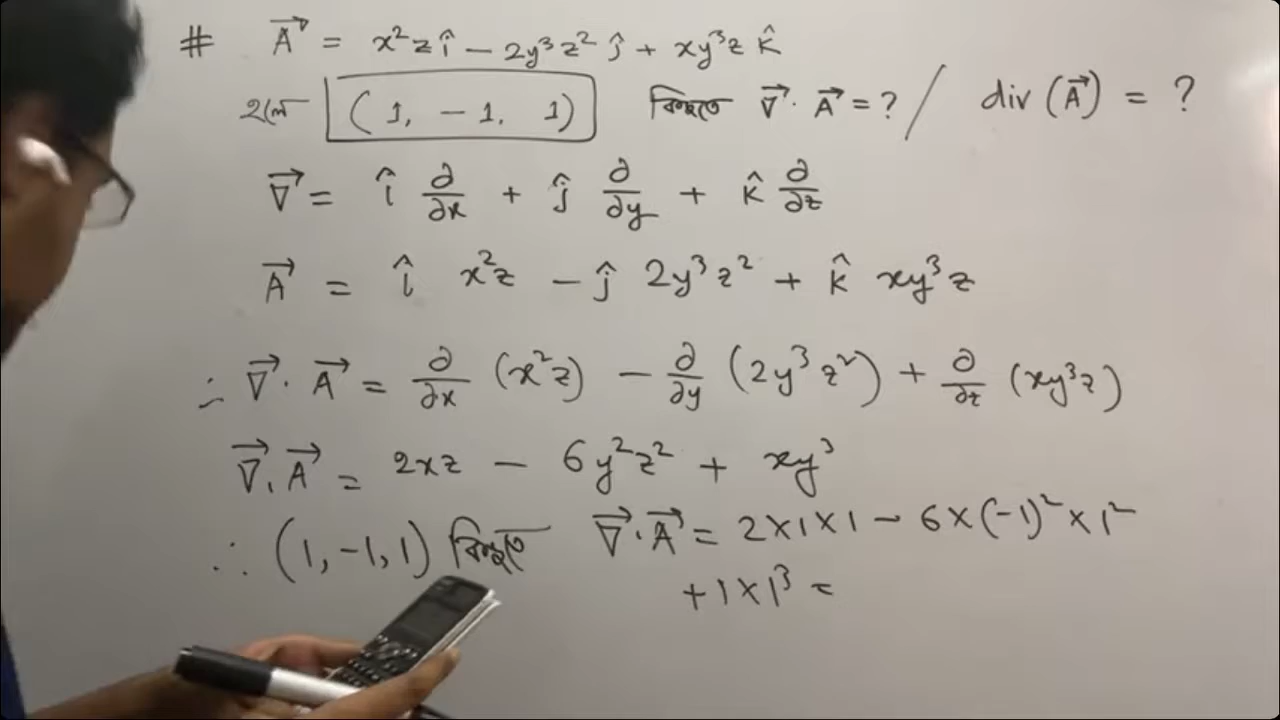 # A⃗ = x²z î − 2y³z² ĵ + xy³z k̂
হলে (1, −1, 1) বিন্দুতে ∇⃗ · A⃗ = ? / div (A⃗) = ?
∇⃗ = î ∂/∂x + ĵ ∂/∂y + k̂ ∂/∂z
A⃗ = î x²z − ĵ 2y³z² + k̂ xy³z
∴ ∇⃗ · A⃗ = ∂/∂x (x²z) − ∂/∂y (2y³z²) + ∂/∂z (xy³z)
∇⃗ . A⃗ = 2xz − 6y²z² + xy³
∴ (1, −1, 1) বিন্দুতে ∇⃗ · A⃗ = 2×1×1 − 6×(−1)²×1²
+1×1³ =